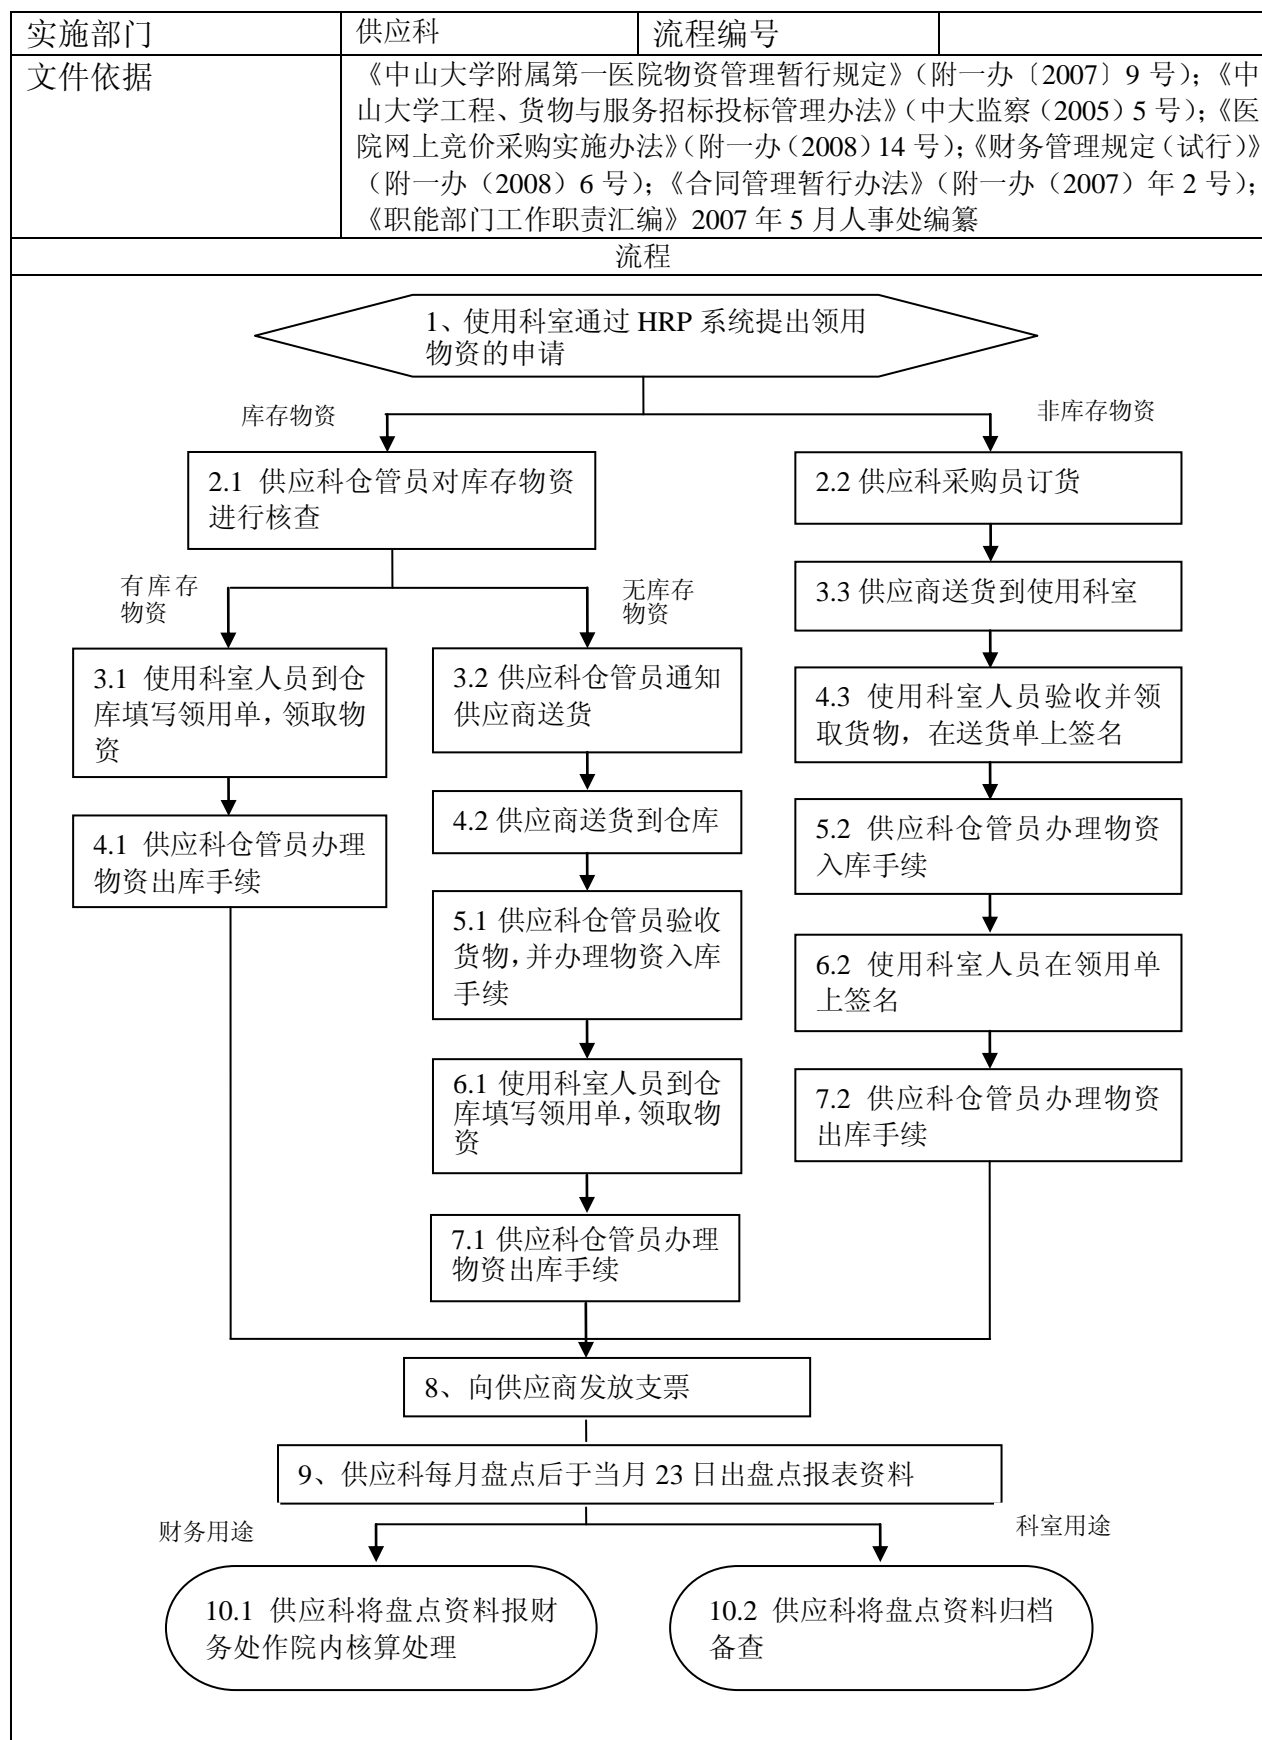 实施部门 供应科 流程编号
文件依据 《中山大学附属第一医院物资管理暂行规定》（附一办〔2007〕9 号）；《中
山大学工程、货物与服务招标投标管理办法》（中大监察（2005）5 号）；《医
院网上竞价采购实施办法》（附一办（2008）14 号）；《财务管理规定（试行）》
（附一办（2008）6 号）；《合同管理暂行办法》（附一办（2007）年 2 号）；
《职能部门工作职责汇编》2007 年 5 月人事处编纂
流程
1、使用科室通过 HRP 系统提出领用
物资的申请
库存物资
非库存物资
2.1 供应科仓管员对库存物资
进行核查
2.2 供应科采购员订货
有库存
物资
无库存
物资
3.3 供应商送货到使用科室
3.1 使用科室人员到仓
库填写领用单，领取物
资
3.2 供应科仓管员通知
供应商送货
4.3 使用科室人员验收并领
取货物，在送货单上签名
4.1 供应科仓管员办理
物资出库手续
4.2 供应商送货到仓库
5.2 供应科仓管员办理物资
入库手续
5.1 供应科仓管员验收
货物，并办理物资入库
手续
6.2 使用科室人员在领用单
上签名
6.1 使用科室人员到仓
库填写领用单，领取物
资
7.2 供应科仓管员办理物资
出库手续
7.1 供应科仓管员办理
物资出库手续
8、向供应商发放支票
9、供应科每月盘点后于当月 23 日出盘点报表资料
财务用途
科室用途
10.1 供应科将盘点资料报财
务处作院内核算处理
10.2 供应科将盘点资料归档
备查